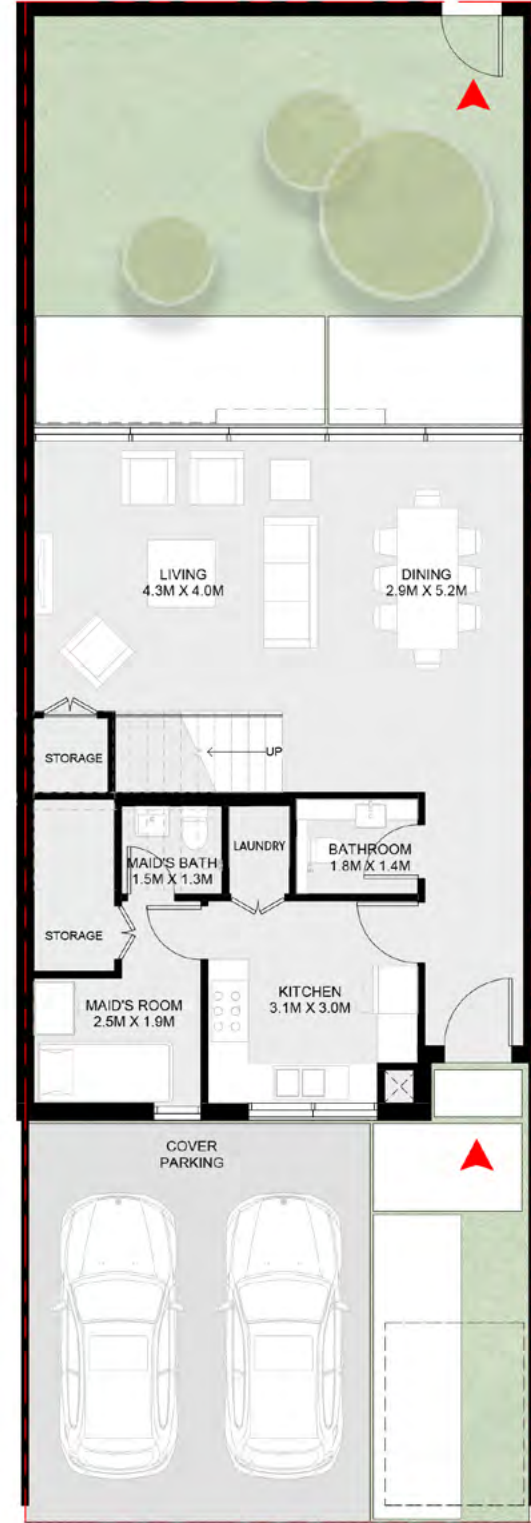 LIVING
4.3M X 4.0M
DINING
2.9M X 5.2M
STORAGE
UP
MAID'S BATH
1.5M X 1.3M
LAUNDRY
BATHROOM
1.8M X 1.4M
STORAGE
MAID'S ROOM
2.5M X 1.9M
KITCHEN
3.1M X 3.0M
COVER
PARKING